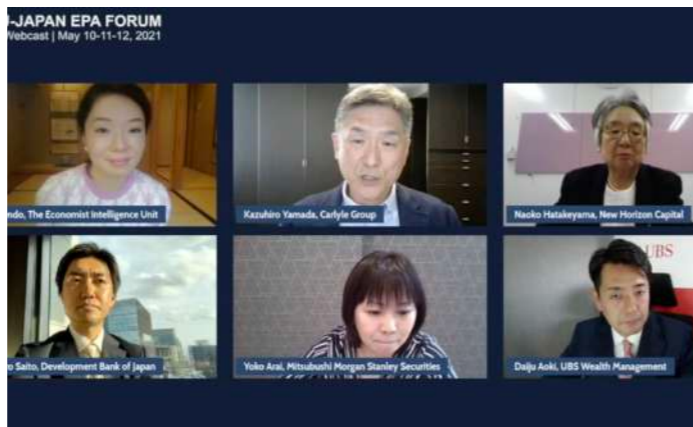 J-JAPAN EPA FORUM
Webcast | May 10-11-12, 2021
ndo, The Economist Intelligence Unit
Kazuhiro Yamada, Carlyle Group
Naoko Hatakeyama, New Horizon Capital
UBS
o Saito, Development Bank of Japan
Yoko Arai, Mitsubushi Morgan Stanley Securities
Daiju Aoki, UBS Wealth Management